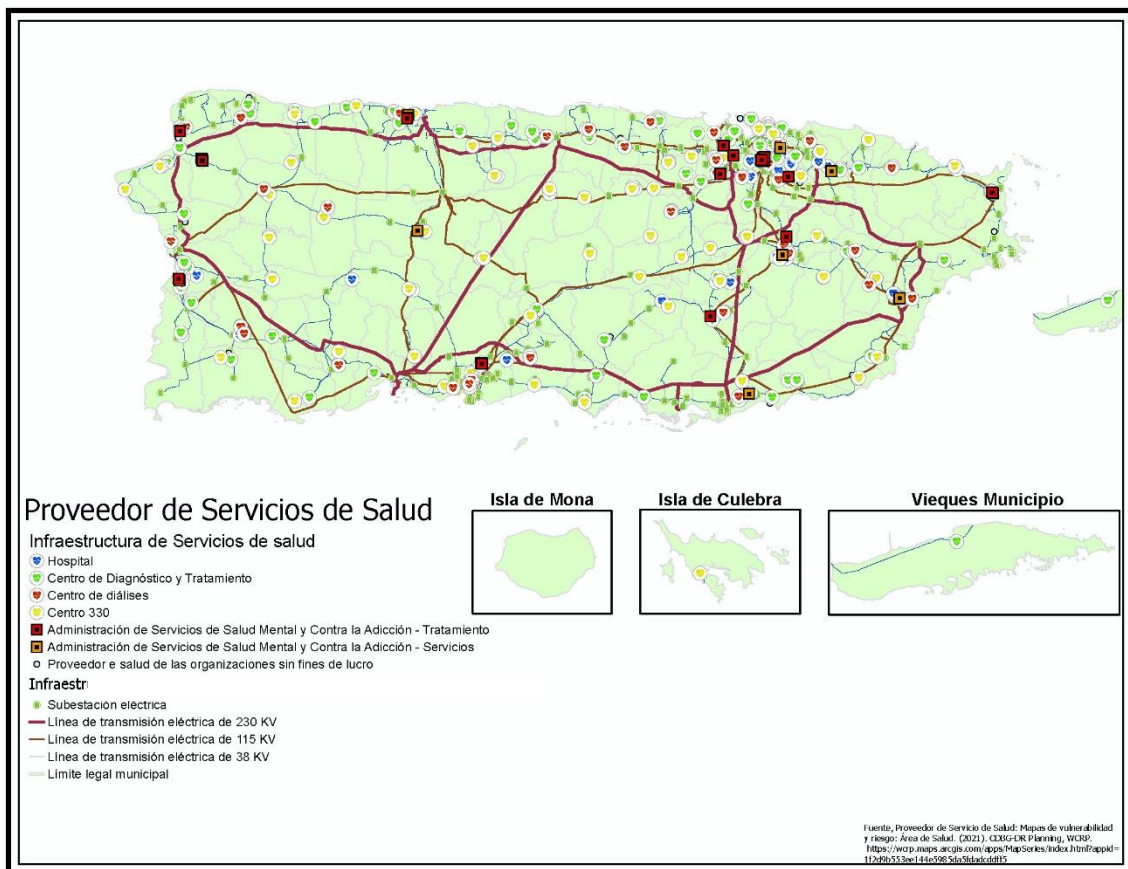 Proveedor de Servicios de Salud
Infraestructura de Servicios de salud
Hospital
Centro de Diagnóstico y Tratamiento
Centro de diálises
Centro 330
Administración de Servicios de Salud Mental y Contra la Adicción - Tratamiento
Administración de Servicios de Salud Mental y Contra la Adicción - Servicios
Proveedor e salud de las organizaciones sin fines de lucro
Infraestr
Subestación eléctrica
Línea de transmisión eléctrica de 230 KV
Línea de transmisión eléctrica de 115 KV
Línea de transmisión eléctrica de 38 KV
Límite legal municipal
Isla de Mona
Isla de Culebra
Vieques Municipio
Fuente, Proveedor de Servicio de Salud: Mapas de vulnerabilidad
y riesgo: Área de Salud. (2021). CDBG-DR Planning, WCRP.
https://wcrp.maps.arcgis.com/apps/MapSeries/index.html?appid=